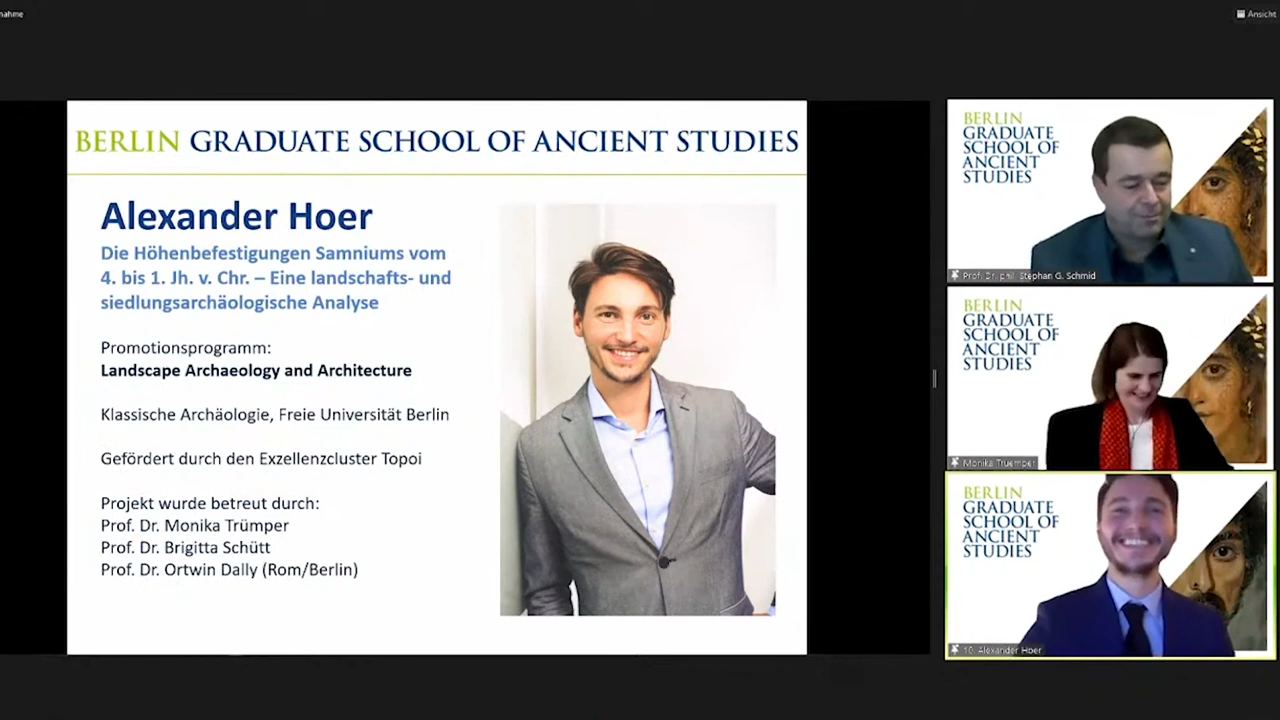 nahme
Ansicht
BERLIN GRADUATE SCHOOL OF ANCIENT STUDIES
Alexander Hoer
Die Höhenbefestigungen Samniums vom
4. bis 1. Jh. v. Chr. – Eine landschafts- und
siedlungsarchäologische Analyse
Promotionsprogramm:
Landscape Archaeology and Architecture
Klassische Archäologie, Freie Universität Berlin
Gefördert durch den Exzellenzcluster Topoi
Projekt wurde betreut durch:
Prof. Dr. Monika Trümper
Prof. Dr. Brigitta Schütt
Prof. Dr. Ortwin Dally (Rom/Berlin)
BERLIN
GRADUATE
SCHOOL OF
ANCIENT
STUDIES
Prof. Dr. phil. Stephan G. Schmid
BERLIN
GRADUATE
SCHOOL OF
ANCIENT
STUDIES
Monika Truemper
BERLIN
GRADUATE
SCHOOL OF
ANCIENT
STUDIES
10. Alexander Hoer